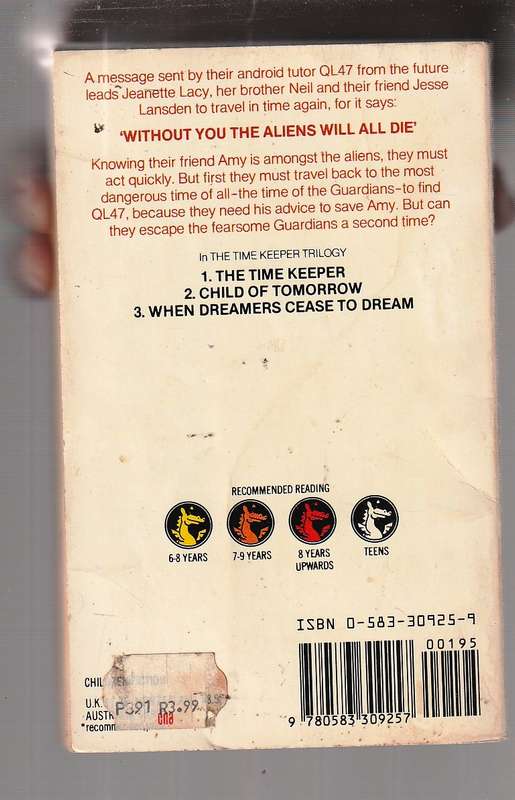 A message sent by their android tutor QL47 from the future
leads Jeanette Lacy, her brother Neil and their friend Jesse
Lansden to travel in time again, for it says:
'WITHOUT YOU THE ALIENS WILL ALL DIE'
Knowing their friend Amy is amongst the aliens, they must
act quickly. But first they must travel back to the most
dangerous time of all–the time of the Guardians–to find
QL47, because they need his advice to save Amy. But can
they escape the fearsome Guardians a second time?
In THE TIME KEEPER TRILOGY
1. THE TIME KEEPER
2. CHILD OF TOMORROW
3. WHEN DREAMERS CEASE TO DREAM
RECOMMENDED READING
6-8 YEARS
7-9 YEARS
8 YEARS
UPWARDS
TEENS
ISBN 0-583-30925-9
00195
9 780583 309257
U.K.
P391 R3.99
cna